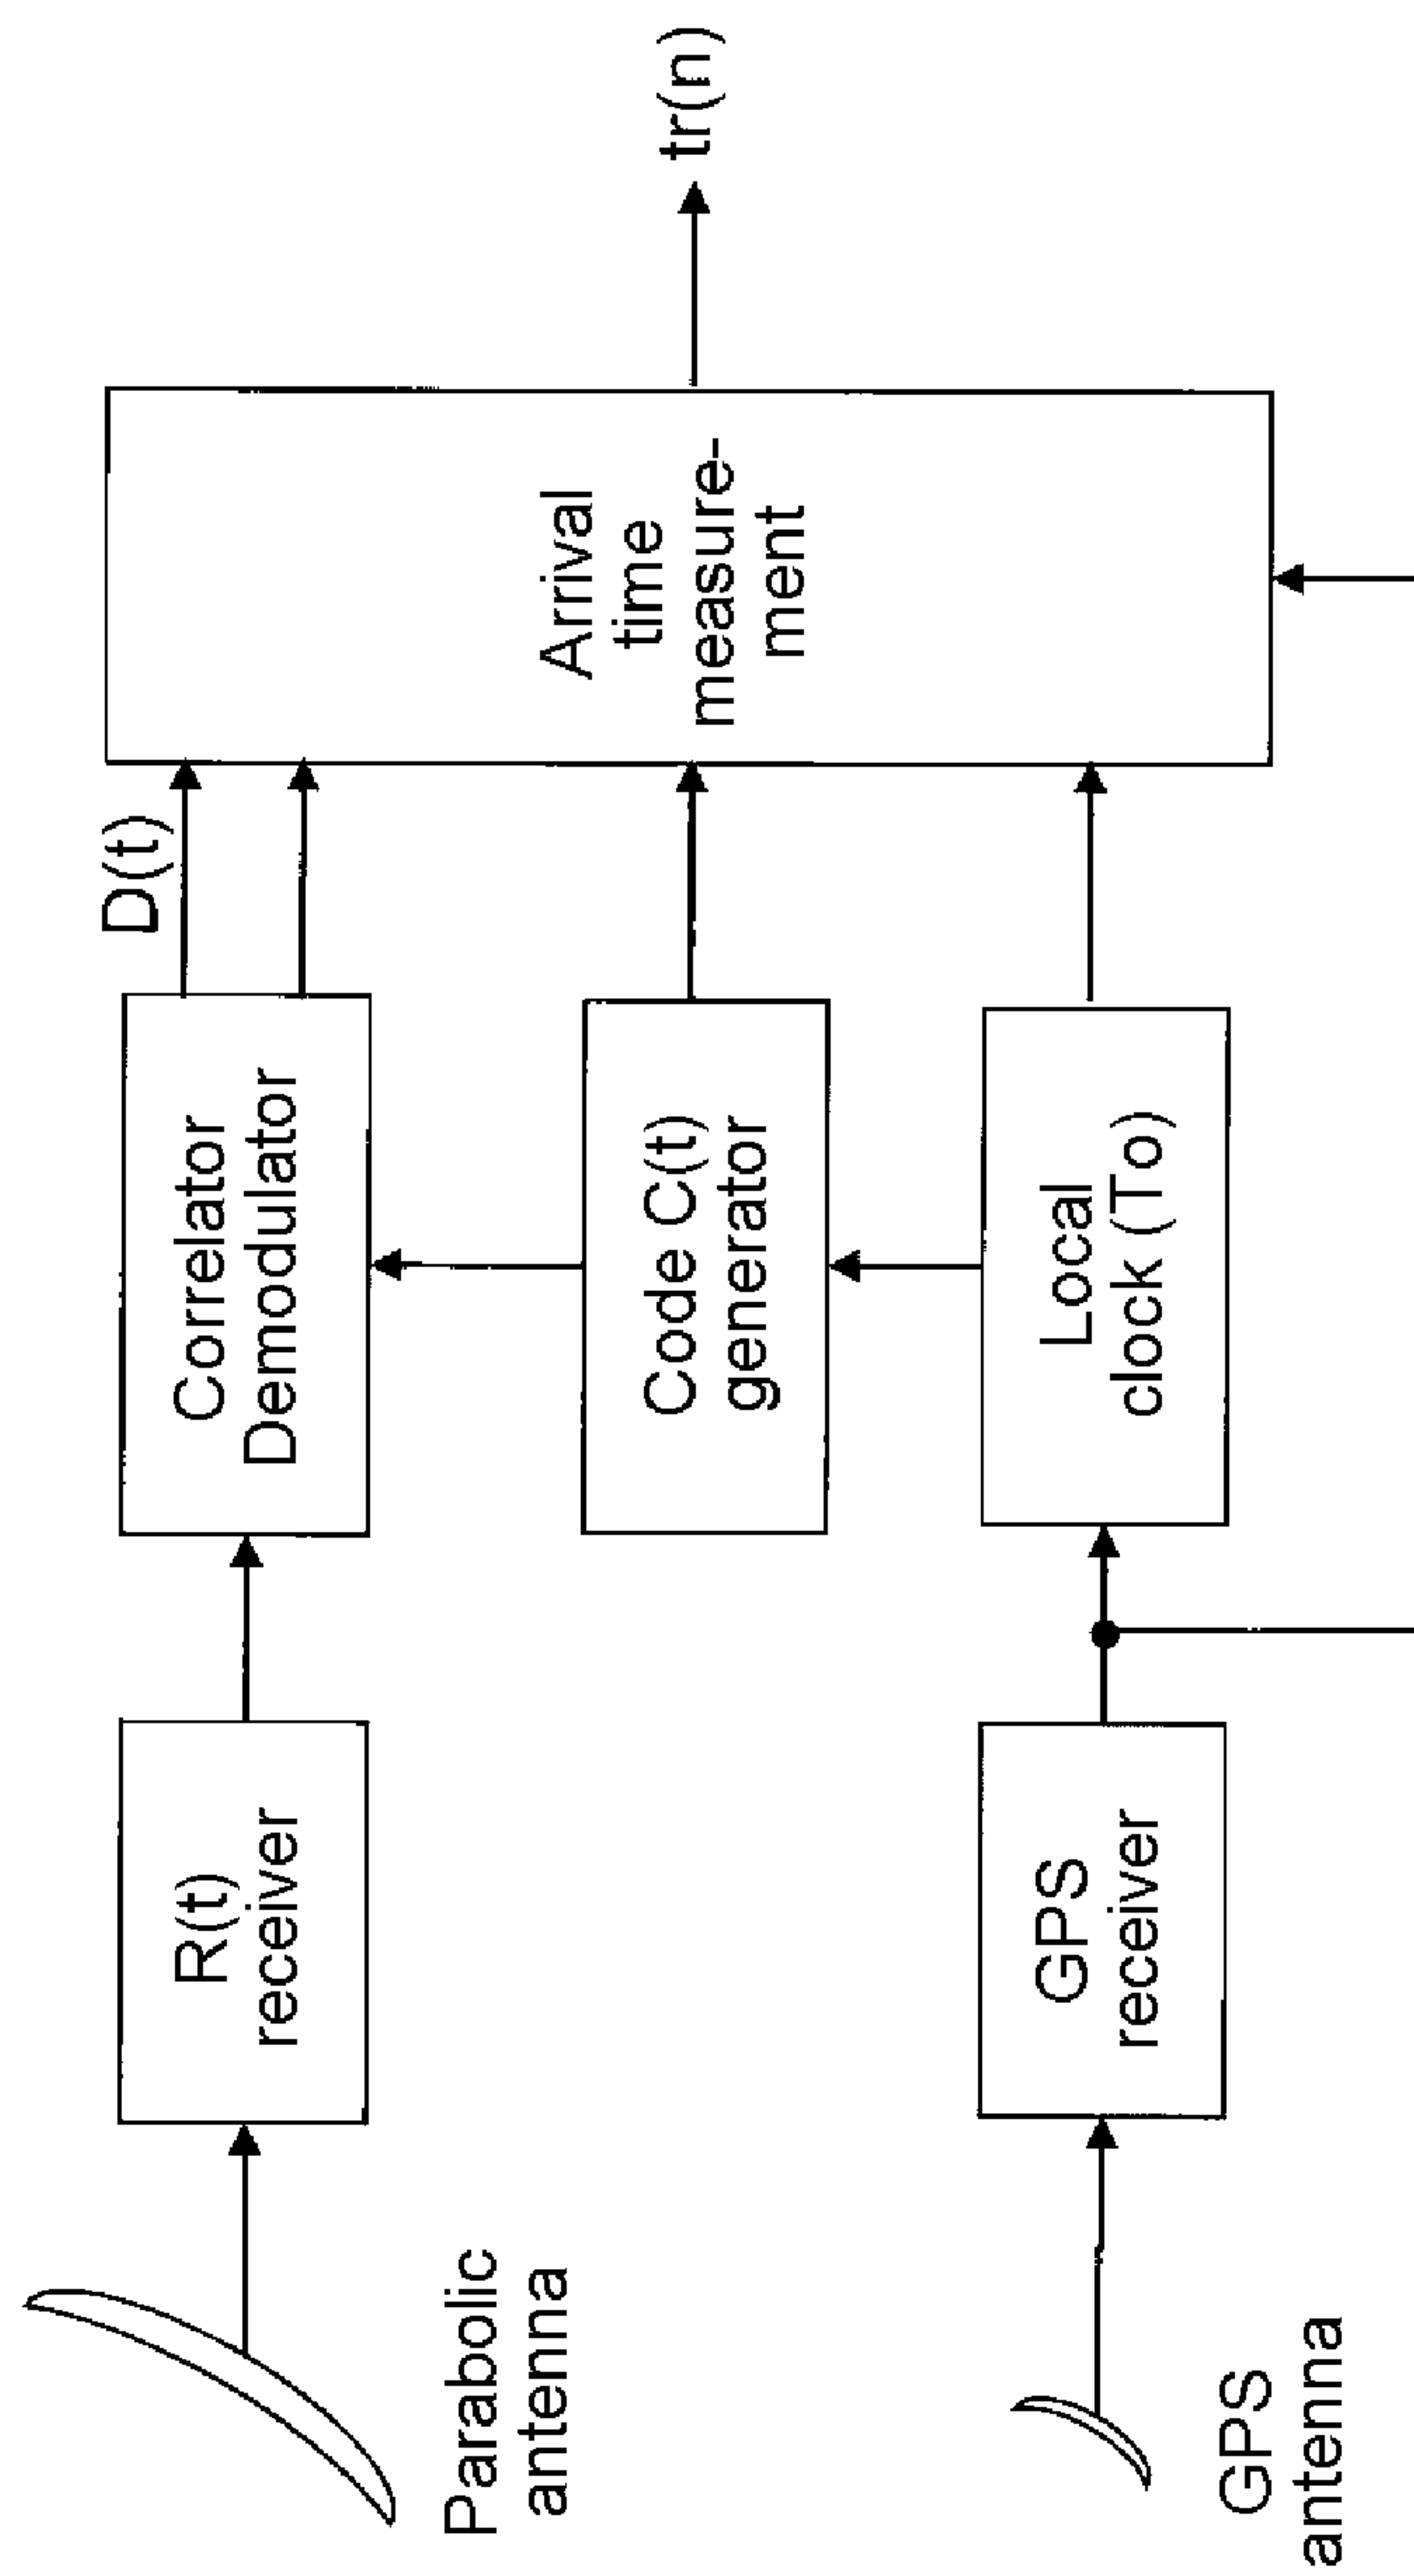 Parabolic
antenna
R(t)
receiver
Correlator
Demodulator
D(t)
Code C(t)
generator
Arrival
time
measure-
ment
tr(n)
GPS
antenna
GPS
receiver
Local
clock (To)